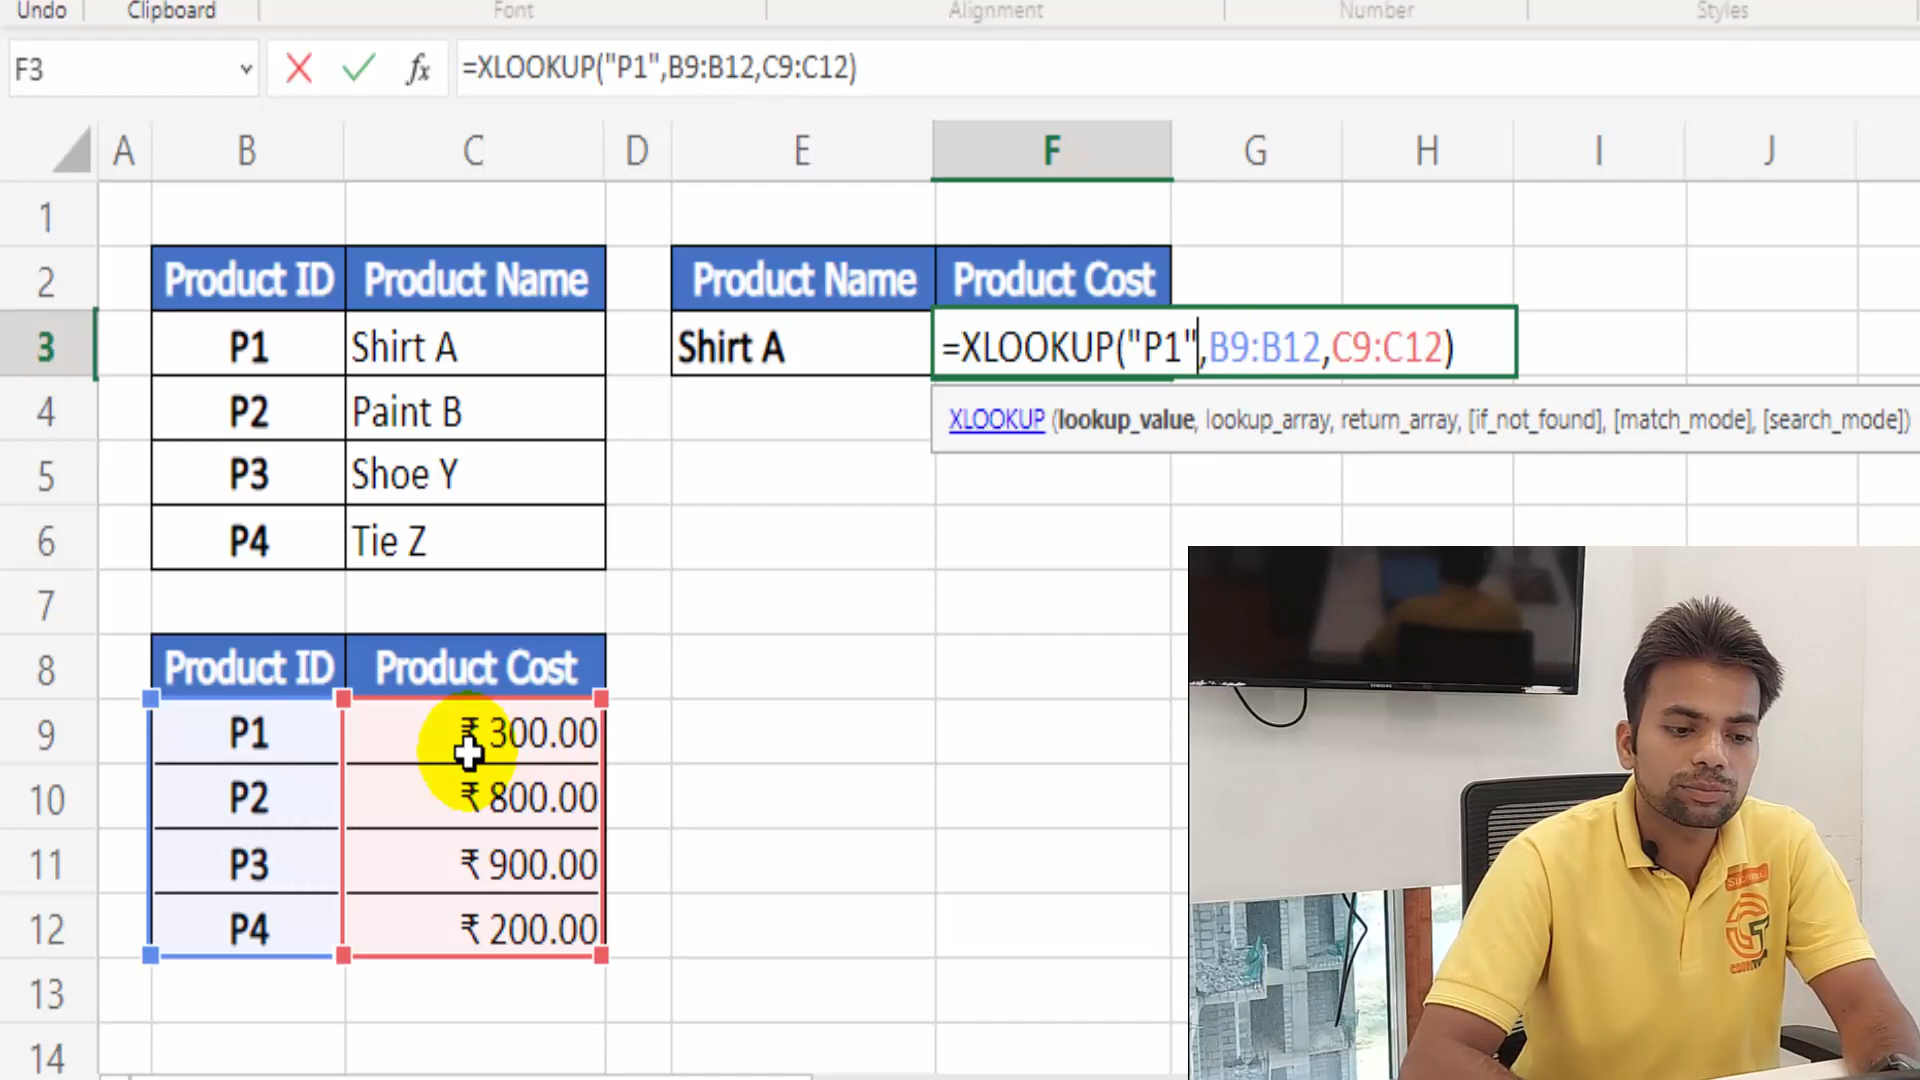 Undo Clipboard Font Alignment Number Styles
F3 fx =XLOOKUP("P1",B9:B12,C9:C12)
A B C D E F G H I J
1
2 Product ID Product Name Product Name Product Cost
3 P1 Shirt A Shirt A =XLOOKUP("P1",B9:B12,C9:C12)
4 P2 Paint B
XLOOKUP (lookup_value, lookup_array, return_array, [if_not_found], [match_mode], [search_mode])
5 P3 Shoe Y
6 P4 Tie Z
7
8 Product ID Product Cost
9 P1 ₹ 300.00
10 P2 ₹ 800.00
11 P3 ₹ 900.00
12 P4 ₹ 200.00
13
14
SAMSUNG